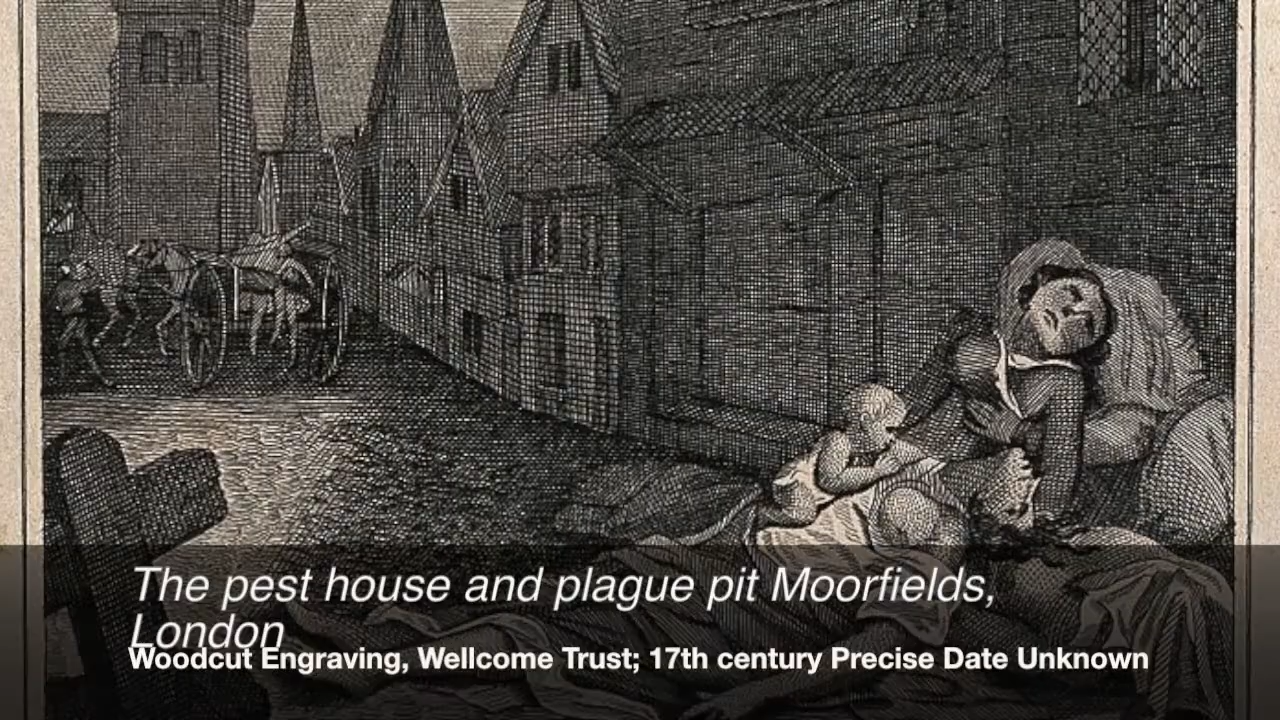 The pest house and plague pit Moorfields,
London
Woodcut Engraving, Wellcome Trust; 17th century Precise Date Unknown